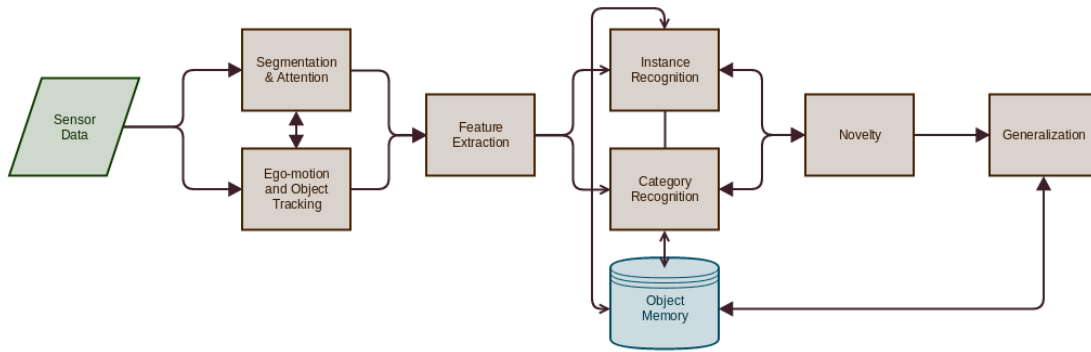 Sensor
Data
Segmentation
& Attention
Ego-motion
and Object
Tracking
Feature
Extraction
Instance
Recognition
Category
Recognition
Object
Memory
Novelty
Generalization